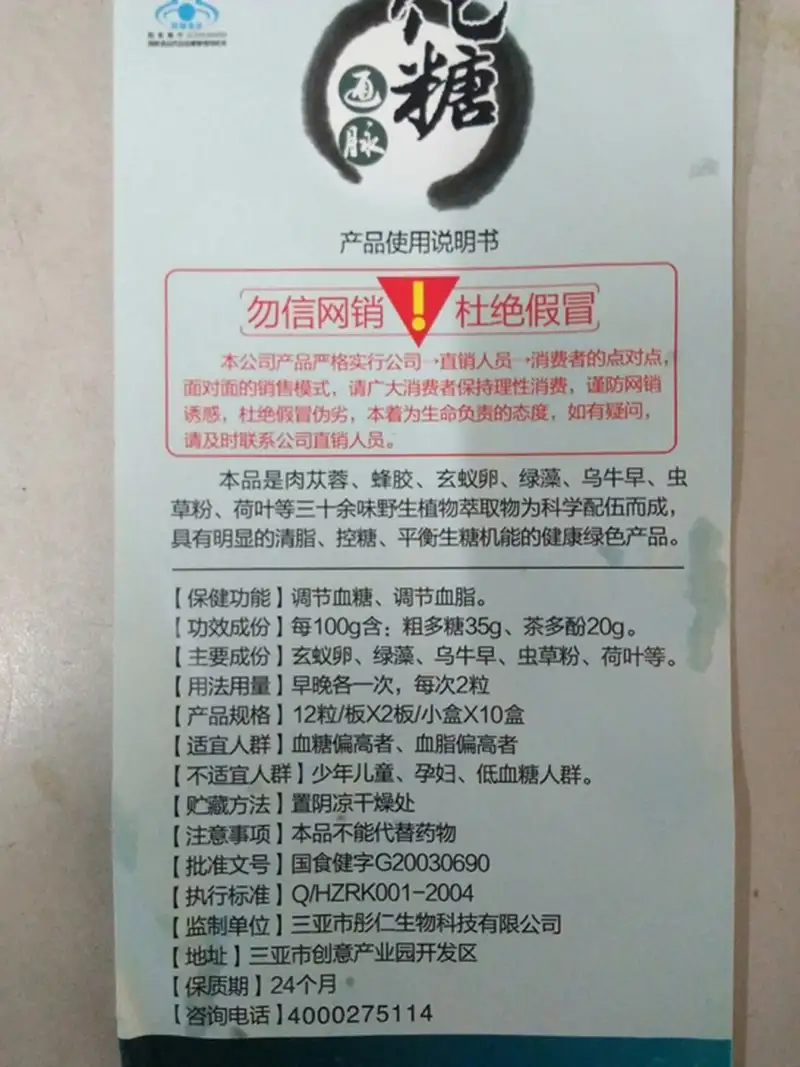 化糖
通脉
产品使用说明书
勿信网销 ! 杜绝假冒
本公司产品严格实行公司→直销人员→消费者的点对点，
面对面的销售模式，请广大消费者保持理性消费，谨防网销
诱惑，杜绝假冒伪劣，本着为生命负责的态度，如有疑问，
请及时联系公司直销人员。
本品是肉苁蓉、蜂胶、玄蚁卵、绿藻、乌牛早、虫
草粉、荷叶等三十余味野生植物萃取物为科学配伍而成，
具有明显的清脂、控糖、平衡生糖机能的健康绿色产品。
【保健功能】调节血糖、调节血脂。
【功效成份】每100g含：粗多糖35g、茶多酚20g。
【主要成份】玄蚁卵、绿藻、乌牛早、虫草粉、荷叶等。
【用法用量】早晚各一次，每次2粒
【产品规格】12粒/板X2板/小盒X10盒
【适宜人群】血糖偏高者、血脂偏高者
【不适宜人群】少年儿童、孕妇、低血糖人群。
【贮藏方法】置阴凉干燥处
【注意事项】本品不能代替药物
【批准文号】国食健字G20030690
【执行标准】Q/HZRK001-2004
【监制单位】三亚市彤仁生物科技有限公司
【地址】三亚市创意产业园开发区
【保质期】24个月
【咨询电话】4000275114